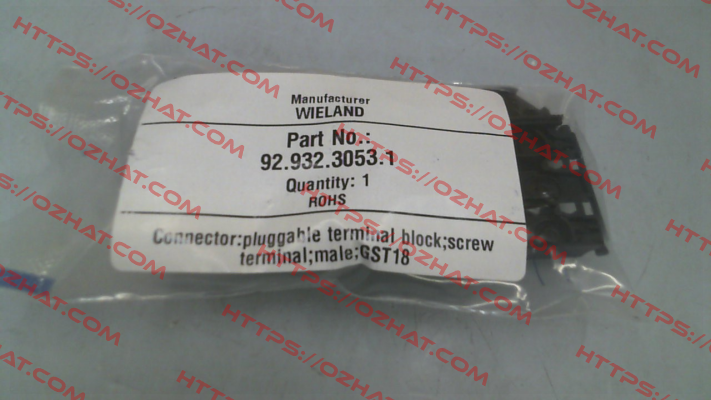 Manufacturer
WIELAND
Part No.:
92.932.3053.1
Quantity: 1
ROHS
Connector:pluggable terminal block;screw
terminal;male;GST18
HTTPS://OZHAT.COM